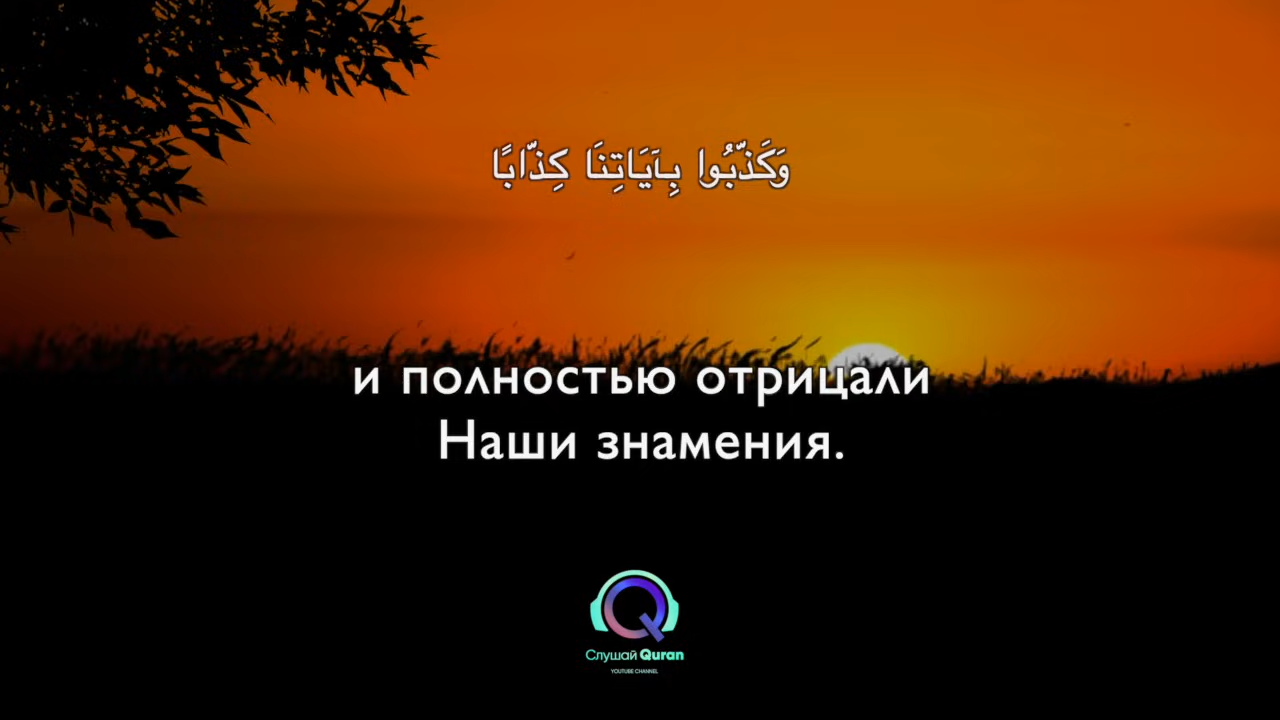 وَكَذَّبُوا بِآيَاتِنَا كِذَّابًا
и полностью отрицали
Наши знамения.
Слушай Quran
YOUTUBE CHANNEL